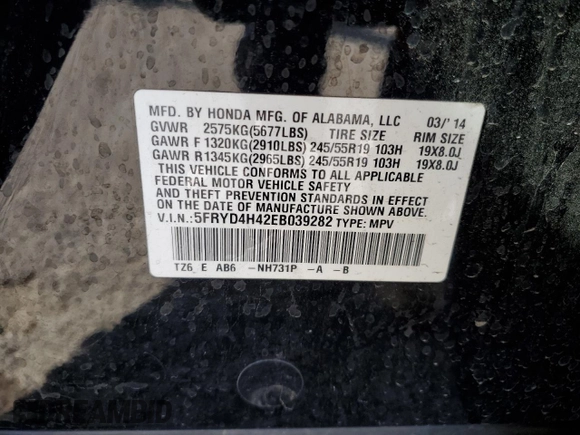 MFD. BY HONDA MFG. OF ALABAMA, LLC 03/'14
GVWR 2575KG(5677LBS) TIRE SIZE RIM SIZE
GAWR F 1320KG(2910LBS) 245/55R19 103H 19X8.0J
GAWR R1345KG(2965LBS) 245/55R19 103H 19X8.0J
THIS VEHICLE CONFORMS TO ALL APPLICABLE
FEDERAL MOTOR VEHICLE SAFETY
AND THEFT PREVENTION STANDARDS IN EFFECT
ON THE DATE OF MANUFACTURE SHOWN ABOVE.
V.I.N.:5FRYD4H42EB039282 TYPE: MPV
TZ6 E AB6 -NH731P -A -B